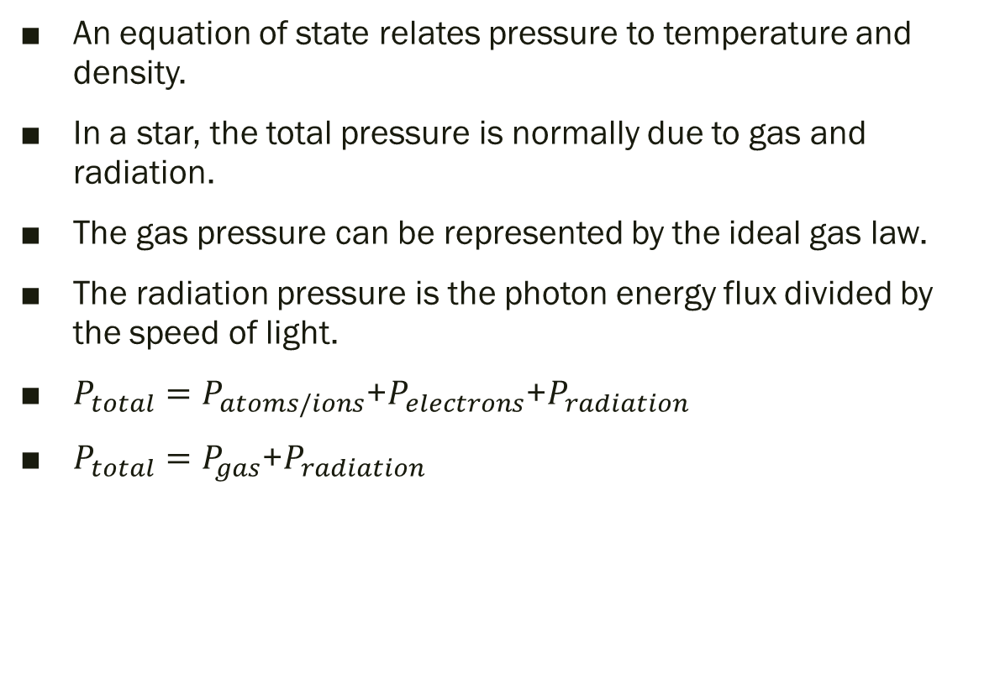 ■ An equation of state relates pressure to temperature and
density.
■ In a star, the total pressure is normally due to gas and
radiation.
■ The gas pressure can be represented by the ideal gas law.
■ The radiation pressure is the photon energy flux divided by
the speed of light.
■ P_{total} = P_{atoms/ions}+P_{electrons}+P_{radiation}
■ P_{total} = P_{gas}+P_{radiation}